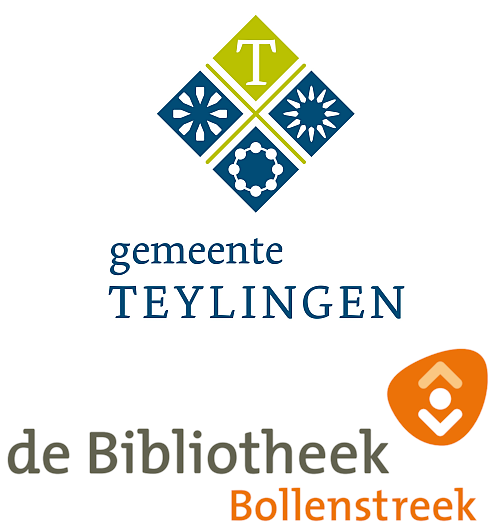 T
gemeente
TEYLINGEN
de Bibliotheek
Bollenstreek